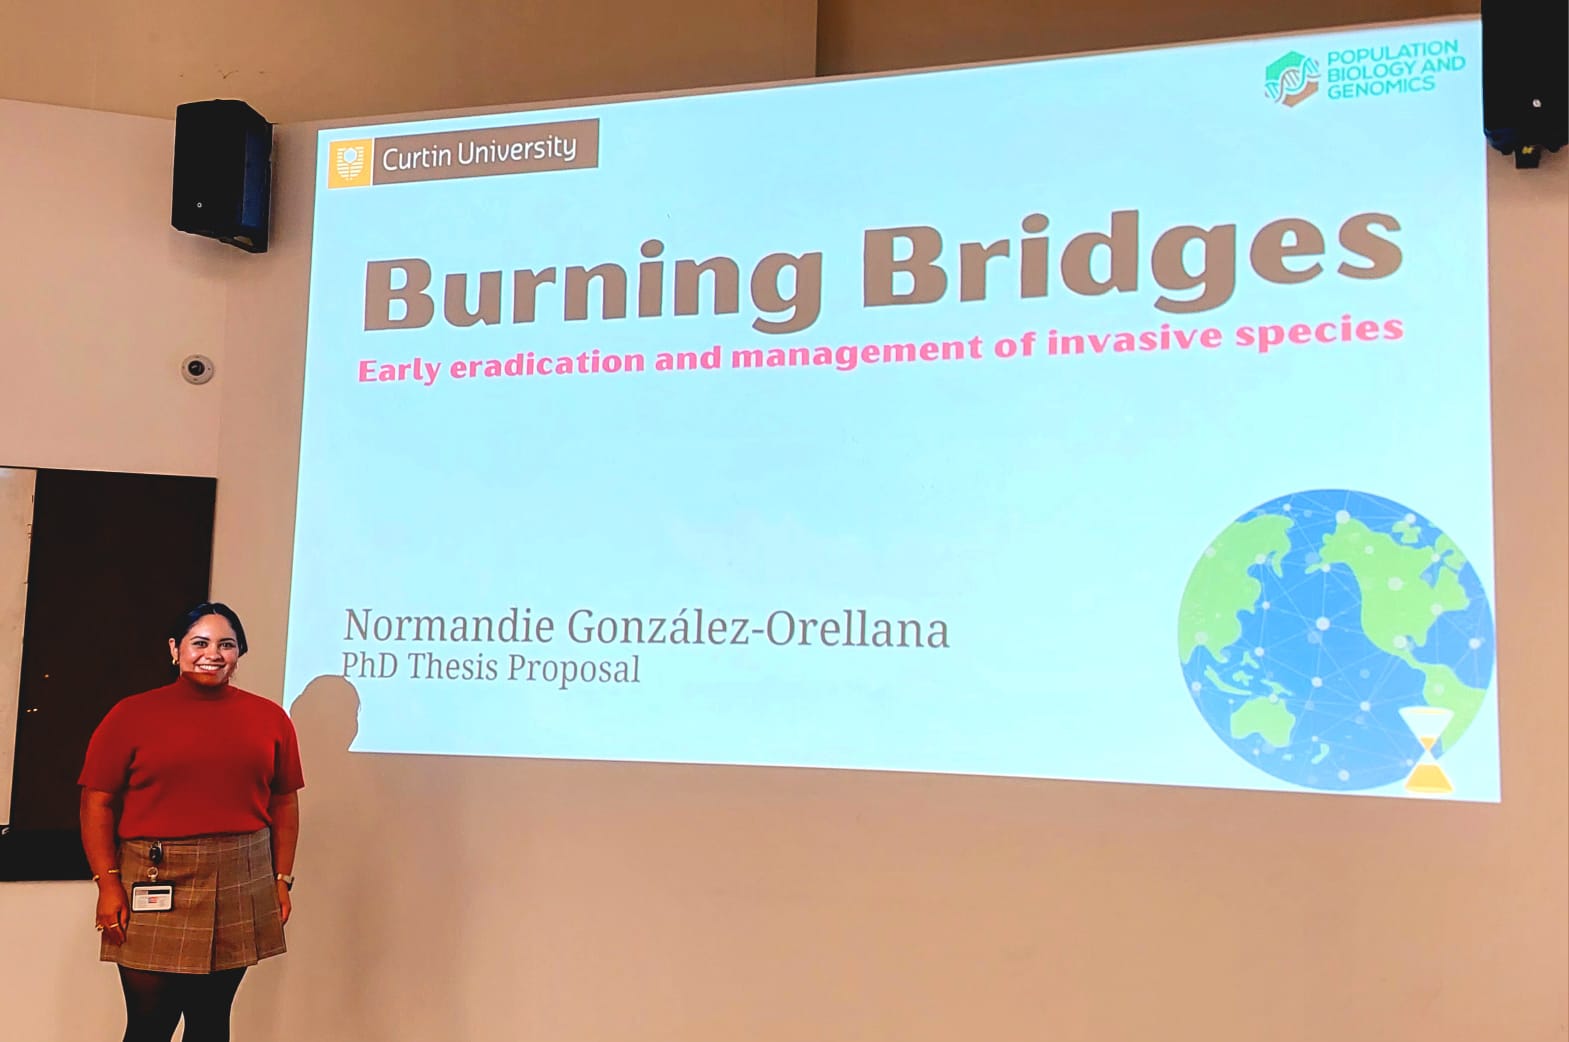 POPULATION
BIOLOGY AND
GENOMICS
Curtin University
Burning Bridges
Early eradication and management of invasive species
Normandie González-Orellana
PhD Thesis Proposal